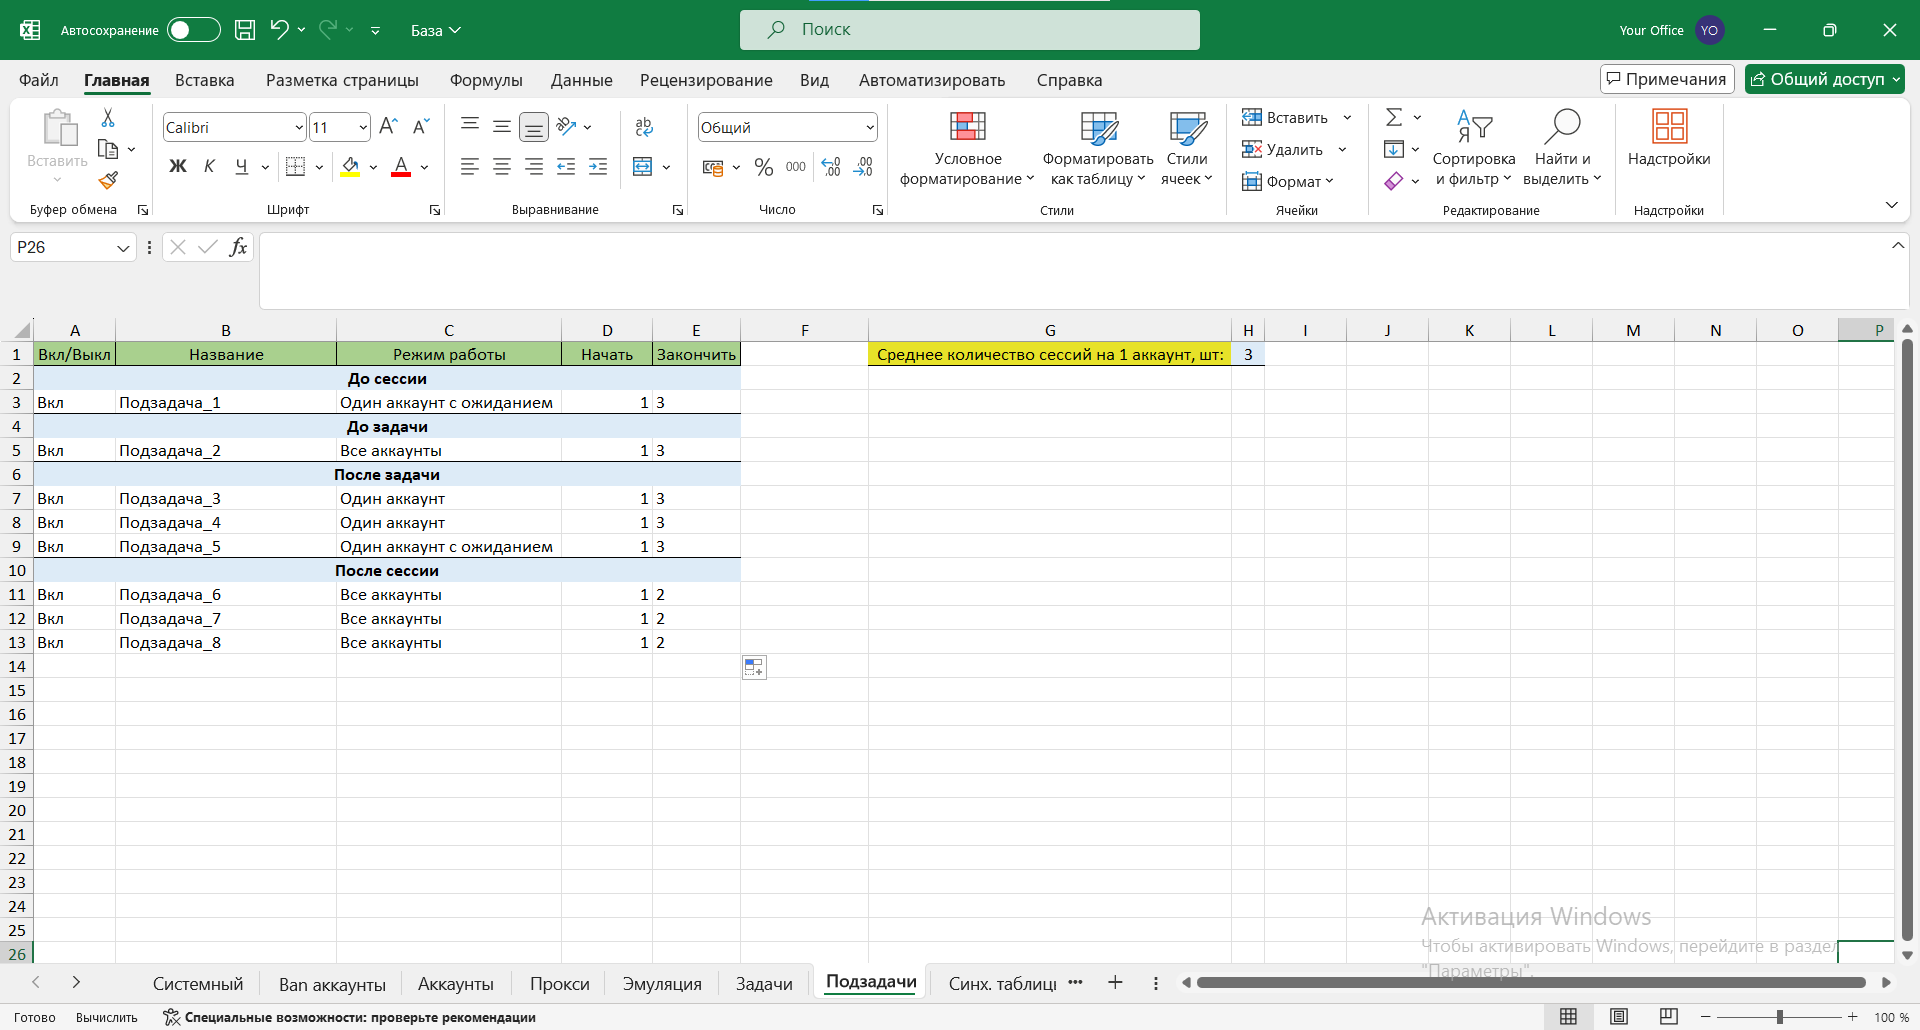 Автосохранение
База
Поиск
Your Office
YO
Файл Главная Вставка Разметка страницы Формулы Данные Рецензирование Вид Автоматизировать Справка
Примечания
Общий доступ
Вставить
Буфер обмена
Calibri 11
Ж К Ч
Шрифт
Выравнивание
Общий
% 000
Число
Условное форматирование
Форматировать как таблицу
Стили ячеек
Стили
Вставить
Удалить
Формат
Ячейки
Сортировка и фильтр
Найти и выделить
Редактирование
Надстройки
Надстройки
P26
fx
A B C D E F G H I J K L M N O P
1 Вкл/Выкл Название Режим работы Начать Закончить Среднее количество сессий на 1 аккаунт, шт: 3
2 До сессии
3 Вкл Подзадача_1 Один аккаунт с ожиданием 1 3
4 До задачи
5 Вкл Подзадача_2 Все аккаунты 1 3
6 После задачи
7 Вкл Подзадача_3 Один аккаунт 1 3
8 Вкл Подзадача_4 Один аккаунт 1 3
9 Вкл Подзадача_5 Один аккаунт с ожиданием 1 3
10 После сессии
11 Вкл Подзадача_6 Все аккаунты 1 2
12 Вкл Подзадача_7 Все аккаунты 1 2
13 Вкл Подзадача_8 Все аккаунты 1 2
14
15
16
17
18
19
20
21
22
23
24
25
26
Активация Windows
Чтобы активировать Windows, перейдите в раздел
"Параметры".
Системный Ban аккаунты Аккаунты Прокси Эмуляция Задачи Подзадачи Синх. таблиц
Готово Вычислить Специальные возможности: проверьте рекомендации
100 %